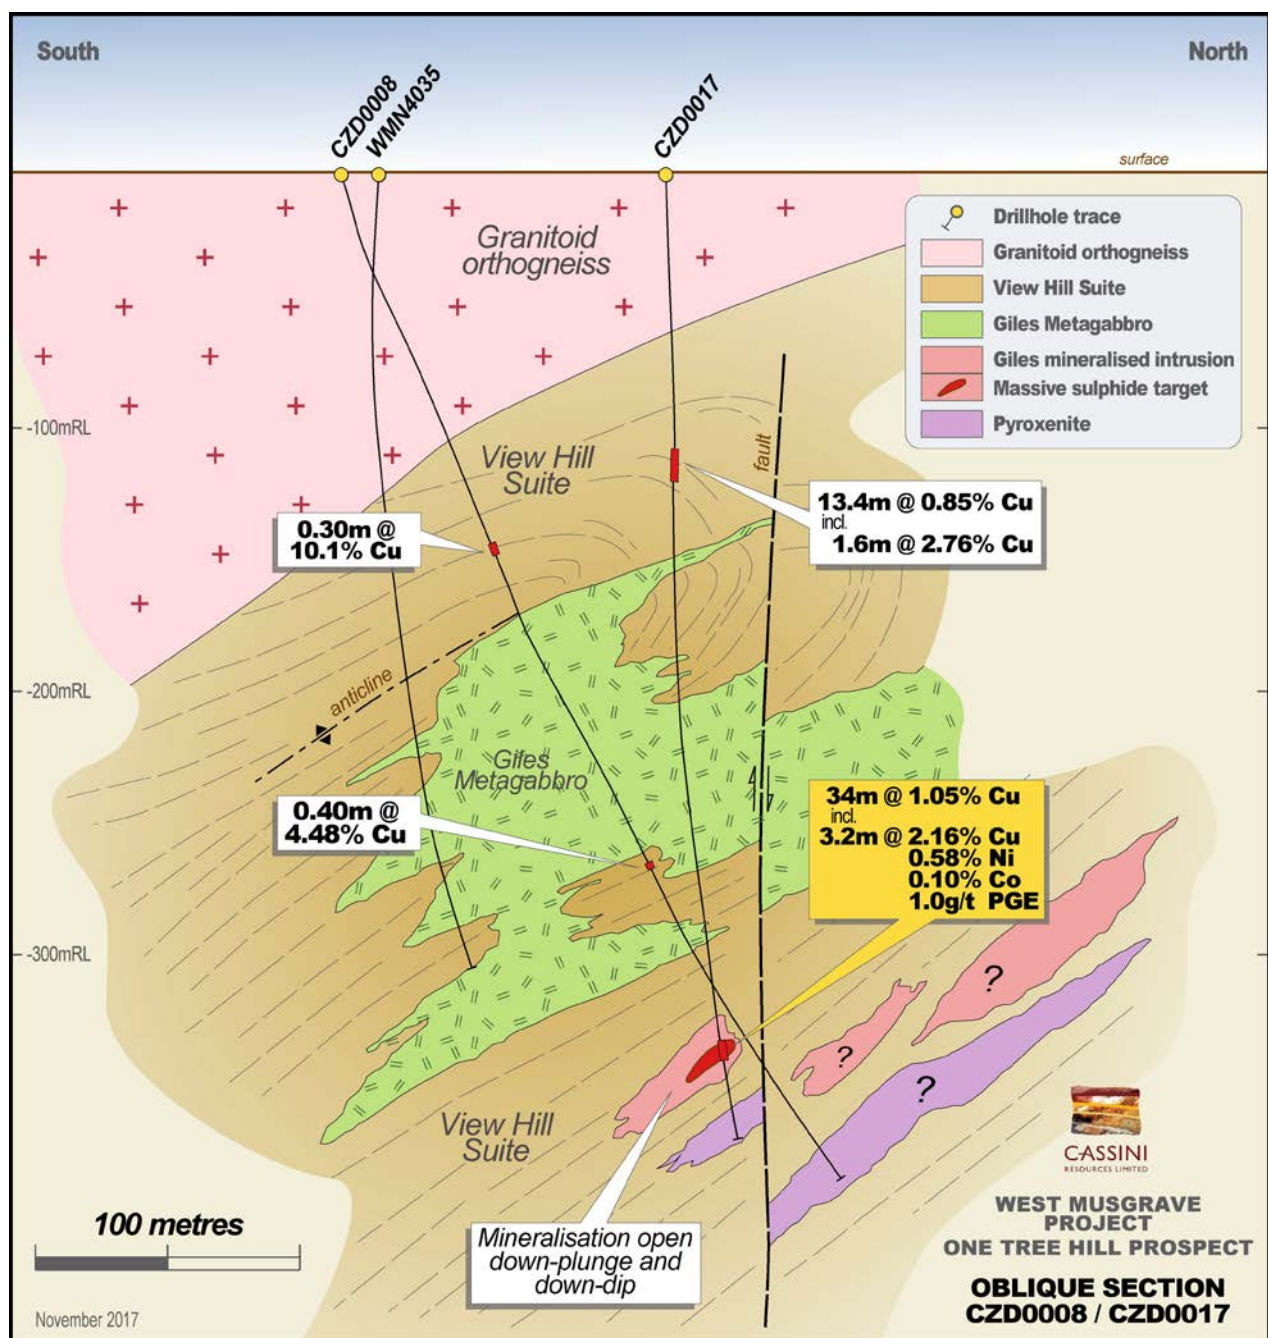 South
North
CZD0008
WMN4035
CZD0017
surface
Granitoid
orthogneiss
Drillhole trace
Granitoid orthogneiss
View Hill Suite
Giles Metagabbro
Giles mineralised intrusion
Massive sulphide target
Pyroxenite
-100mRL
View Hill
Suite
fault
13.4m @ 0.85% Cu
incl.
1.6m @ 2.76% Cu
0.30m @
10.1% Cu
anticline
-200mRL
Giles
Metagabbro
0.40m @
4.48% Cu
34m @ 1.05% Cu
incl.
3.2m @ 2.16% Cu
0.58% Ni
0.10% Co
1.0g/t PGE
-300mRL
?
?
?
View Hill
Suite
CASSINI
RESOURCES LIMITED
WEST MUSGRAVE
PROJECT
ONE TREE HILL PROSPECT
100 metres
Mineralisation open
down-plunge and
down-dip
OBLIQUE SECTION
CZD0008 / CZD0017
November 2017